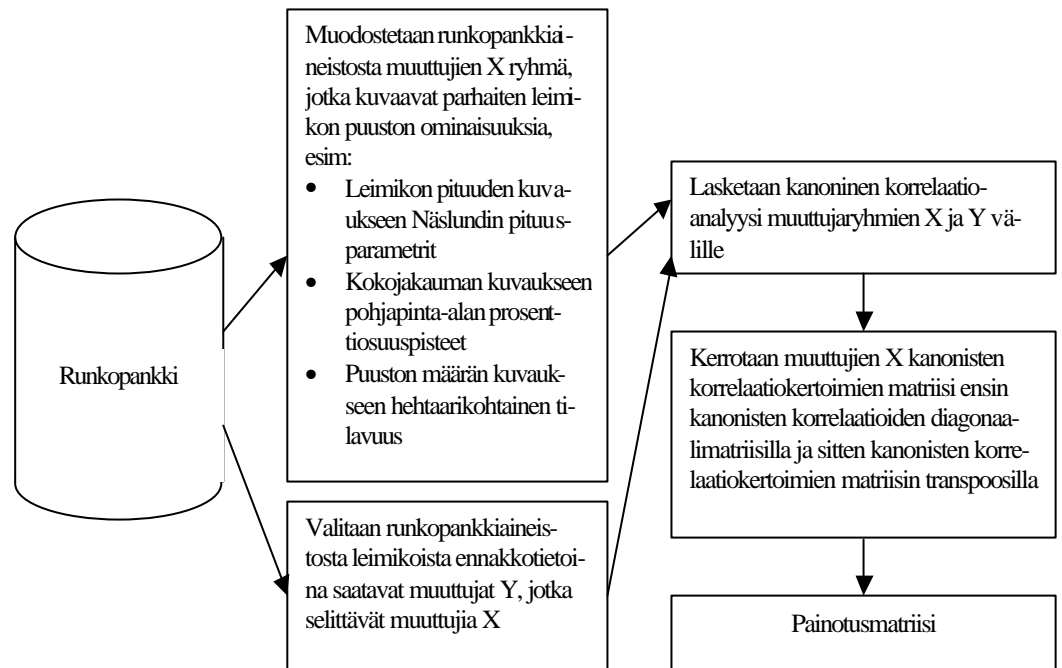 Runkopankki
Muodostetaan runkopankkiai-
neistosta muuttujien X ryhmä,
jotka kuvaavat parhaiten leimi-
kon puuston ominaisuuksia,
esim:
• Leimikon pituuden kuva-
ukseen Näslundin pituus-
parametrit
• Kokojakauman kuvaukseen
pohjapinta-alan prosent-
tiosuuspisteet
• Puuston määrän kuvauk-
seen hehtaarikohtainen ti-
lavuus
Valitaan runkopankkiaineis-
tosta leimikoista ennakkotietoi-
na saatavat muuttujat Y, jotka
selittävät muuttujia X
Lasketaan kanoninen korrelaatio-
analyysi muuttujaryhmien X ja Y vä-
lille
Kerrotaan muuttujien X kanonisten
korrelaatiokertoimien matriisi ensin
kanonisten korrelaatioiden diagonaa-
limatriisilla ja sitten kanonisten korre-
laatiokertoimien matriisin transpoosilla
Painotusmatriisi